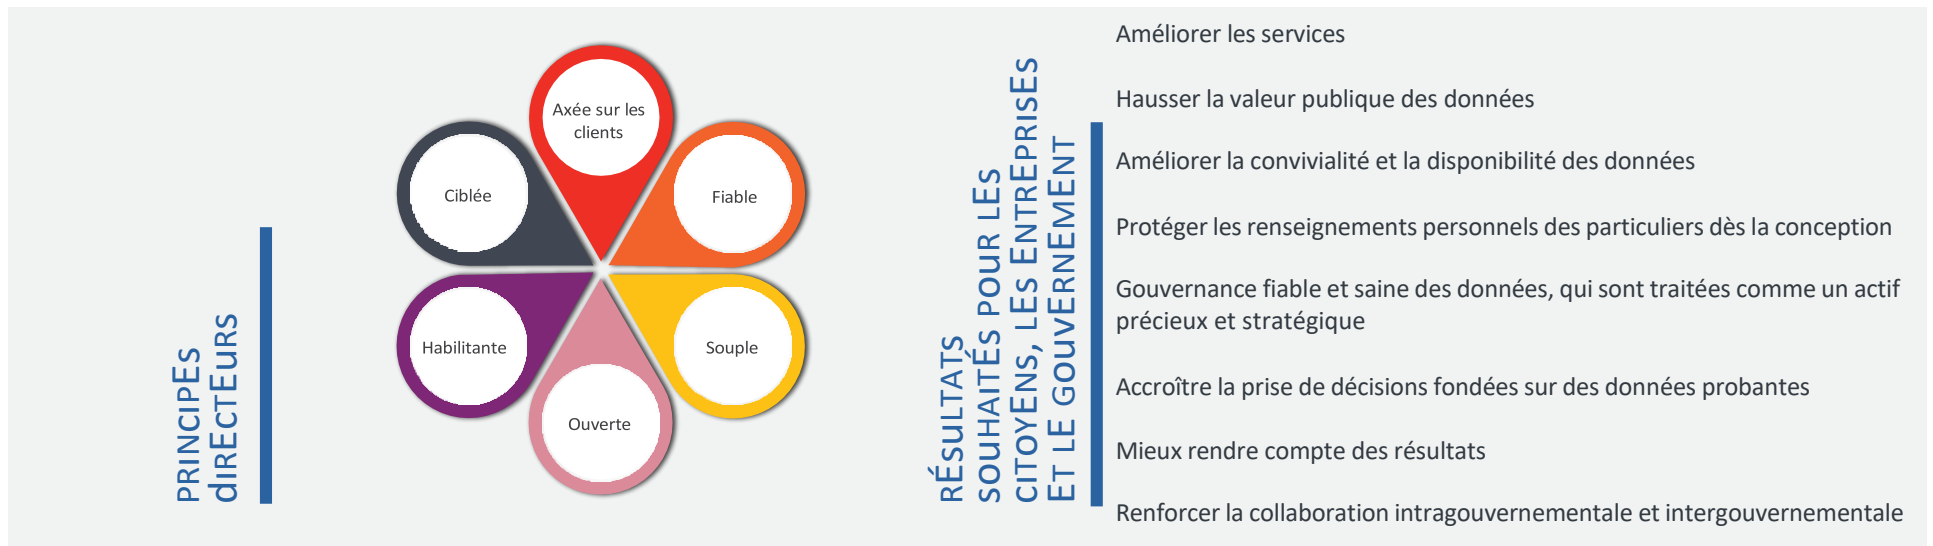 PRINCIPES
dIRECTEuRS
Axée sur les
clients
Fiable
Souple
Ouverte
Habilitante
Ciblée
RÉSuLTATS
SOUHAITÉS POUR LES
CITOYENS, LES ENTREPRISES
ET LE GOUVERNEMENT
Améliorer les services
Hausser la valeur publique des données
Améliorer la convivialité et la disponibilité des données
Protéger les renseignements personnels des particuliers dès la conception
Gouvernance fiable et saine des données, qui sont traitées comme un actif
précieux et stratégique
Accroître la prise de décisions fondées sur des données probantes
Mieux rendre compte des résultats
Renforcer la collaboration intragouvernementale et intergouvernementale